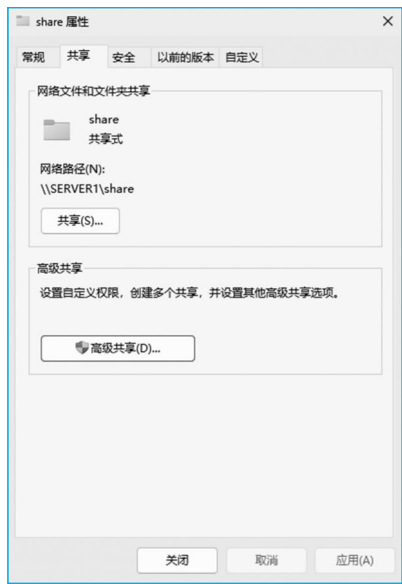 share 属性
常规 共享 安全 以前的版本 自定义
网络文件和文件夹共享
share
共享式
网络路径(N):
\\SERVER1\share
共享(S)...
高级共享
设置自定义权限，创建多个共享，并设置其他高级共享选项。
高级共享(D)...
关闭 取消 应用(A)